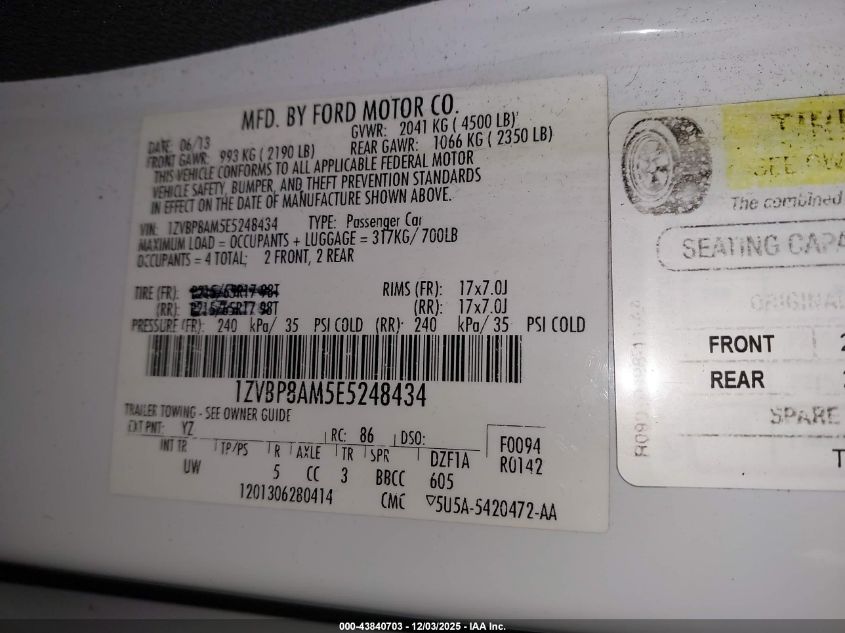 MFD. BY FORD MOTOR CO.
DATE: 06/13 GVWR: 2041 KG ( 4500 LB)
FRONT GAWR: 993 KG ( 2190 LB) REAR GAWR: 1066 KG ( 2350 LB)
THIS VEHICLE CONFORMS TO ALL APPLICABLE FEDERAL MOTOR
VEHICLE SAFETY, BUMPER, AND THEFT PREVENTION STANDARDS
IN EFFECT ON THE DATE OF MANUFACTURE SHOWN ABOVE.
VIN: 1ZVBP8AM5E5248434 TYPE: Passenger Car
MAXIMUM LOAD = OCCUPANTS + LUGGAGE = 317KG/ 700LB
OCCUPANTS = 4 TOTAL; 2 FRONT, 2 REAR
TIRE (FR): RIMS (FR): 17x7.0J
(RR): (RR): 17x7.0J
PRESSURE (FR): 240 kPa/ 35 PSI COLD (RR): 240 kPa/ 35 PSI COLD
1ZVBP8AM5E5248434
TRAILER TOWING - SEE OWNER GUIDE
EXT PNT: YZ RC: 86 DSO: F0094
INT TR TP/PS R AXLE TR SPR DZF1A R0142
UW 5 CC 3 BBCC 605
1201306280414 CMC ▽5U5A-5420472-AA
SEE OW
The combined
SEATING CAPA
ORIGINA
FRONT 2
REAR
SPARE
T
000-43840703 - 12/03/2025 - IAA Inc.